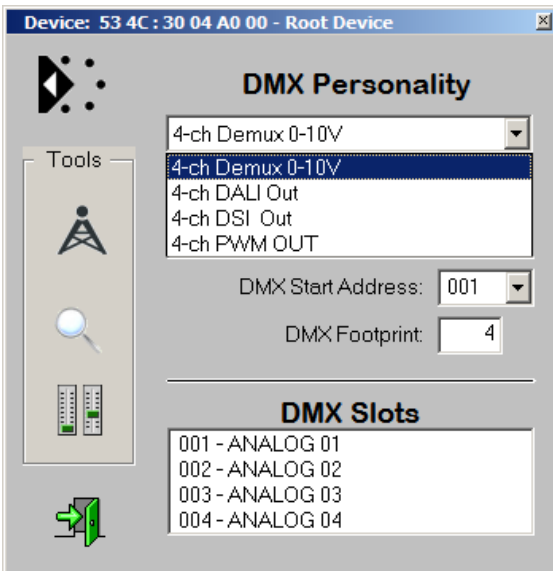 Device: 53 4C : 30 04 A0 00 - Root Device
DMX Personality
4-ch Demux 0-10V
Tools
4-ch Demux 0-10V
4-ch DALI Out
4-ch DSI Out
4-ch PWM OUT
DMX Start Address: 001
DMX Footprint: 4
DMX Slots
001 - ANALOG 01
002 - ANALOG 02
003 - ANALOG 03
004 - ANALOG 04